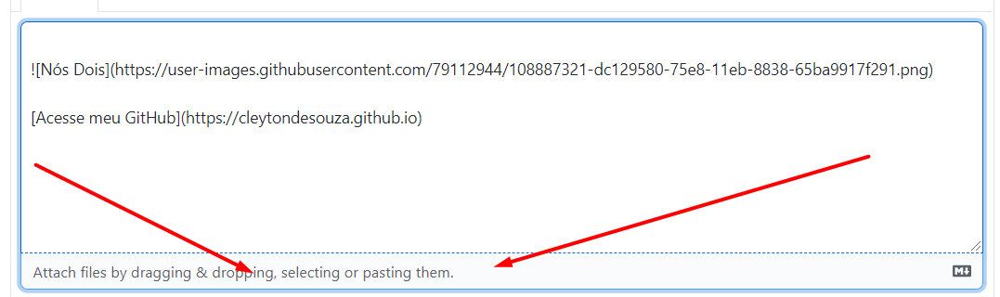 ![Nós Dois](https://user-images.githubusercontent.com/79112944/108887321-dc129580-75e8-11eb-8838-65ba9917f291.png)
[Acesse meu GitHub](https://cleytondesouza.github.io)
Attach files by dragging & dropping, selecting or pasting them.
M